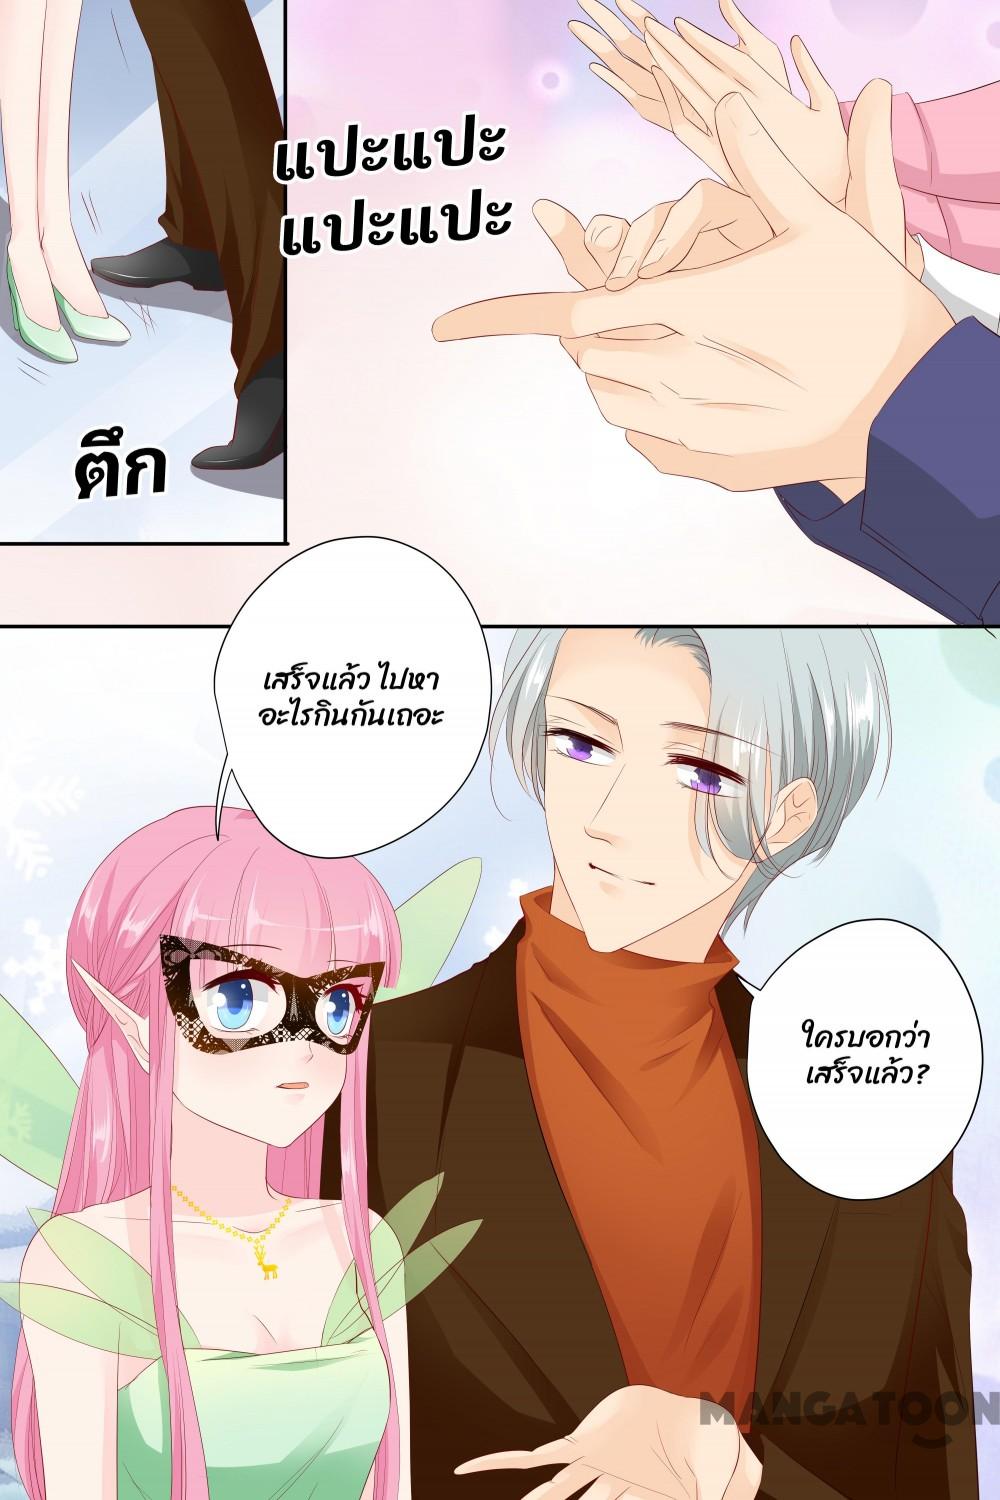 แปะแปะ
แปะแปะ
ตึก
เสร็จแล้ว ไปหา
อะไรกินกันเถอะ
ใครบอกว่า
เสร็จแล้ว?
MANGATOON